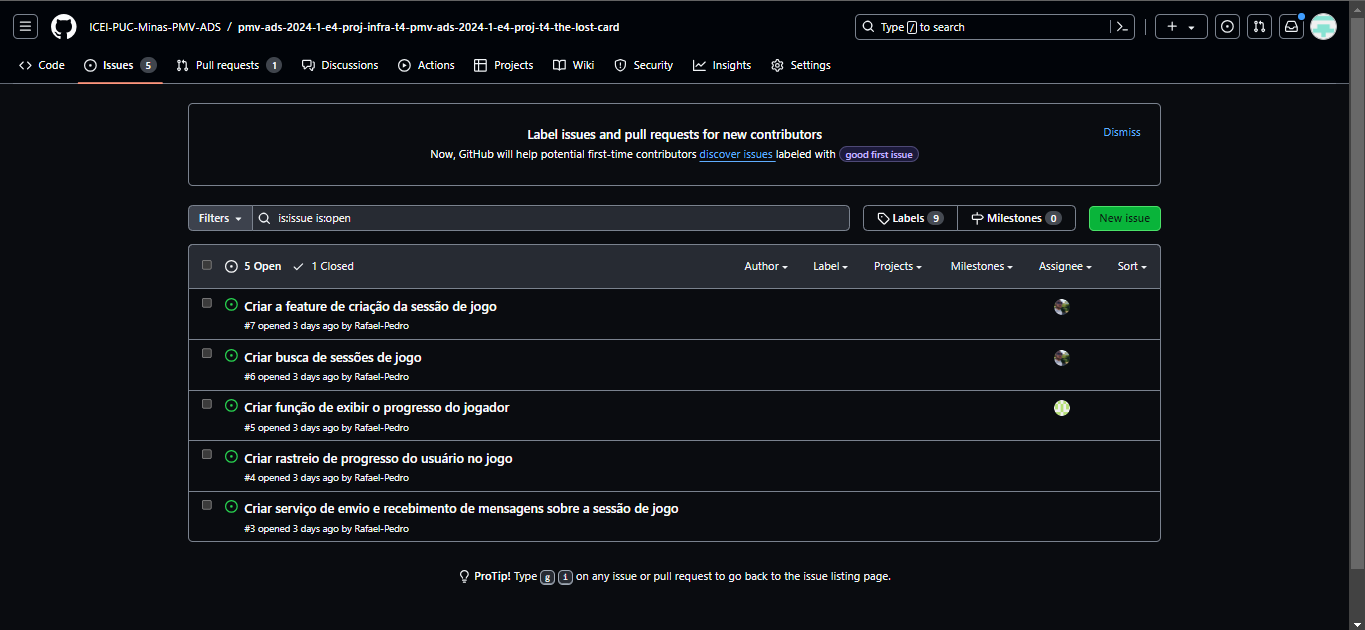 ICEI-PUC-Minas-PMV-ADS / pmv-ads-2024-1-e4-proj-infra-t4-pmv-ads-2024-1-e4-proj-t4-the-lost-card
Type / to search
Code Issues 5 Pull requests 1 Discussions Actions Projects Wiki Security Insights Settings
Label issues and pull requests for new contributors
Dismiss
Now, GitHub will help potential first-time contributors discover issues labeled with good first issue
Filters is:issue is:open Labels 9 Milestones 0 New issue
5 Open 1 Closed Author Label Projects Milestones Assignee Sort
Criar a feature de criação da sessão de jogo
#7 opened 3 days ago by Rafael-Pedro
Criar busca de sessões de jogo
#6 opened 3 days ago by Rafael-Pedro
Criar função de exibir o progresso do jogador
#5 opened 3 days ago by Rafael-Pedro
Criar rastreio de progresso do usuário no jogo
#4 opened 3 days ago by Rafael-Pedro
Criar serviço de envio e recebimento de mensagens sobre a sessão de jogo
#3 opened 3 days ago by Rafael-Pedro
ProTip! Type g i on any issue or pull request to go back to the issue listing page.